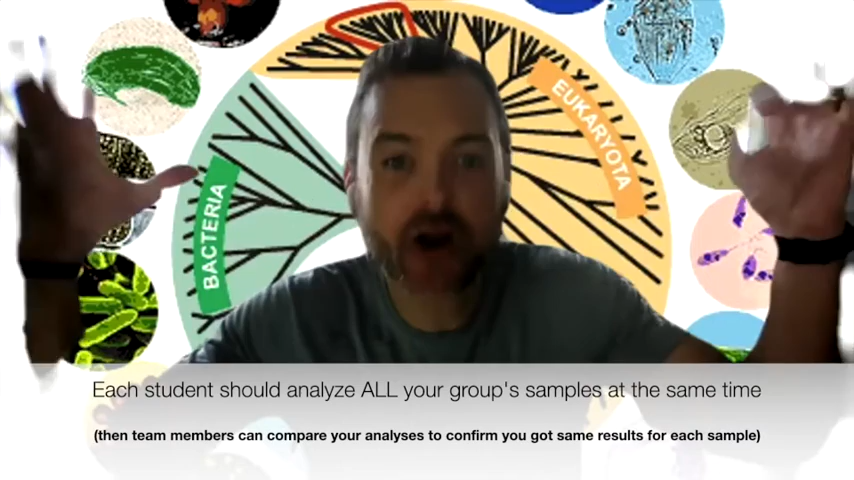 EUKARYOTA
BACTERIA
Each student should analyze ALL your group's samples at the same time
(then team members can compare your analyses to confirm you got same results for each sample)